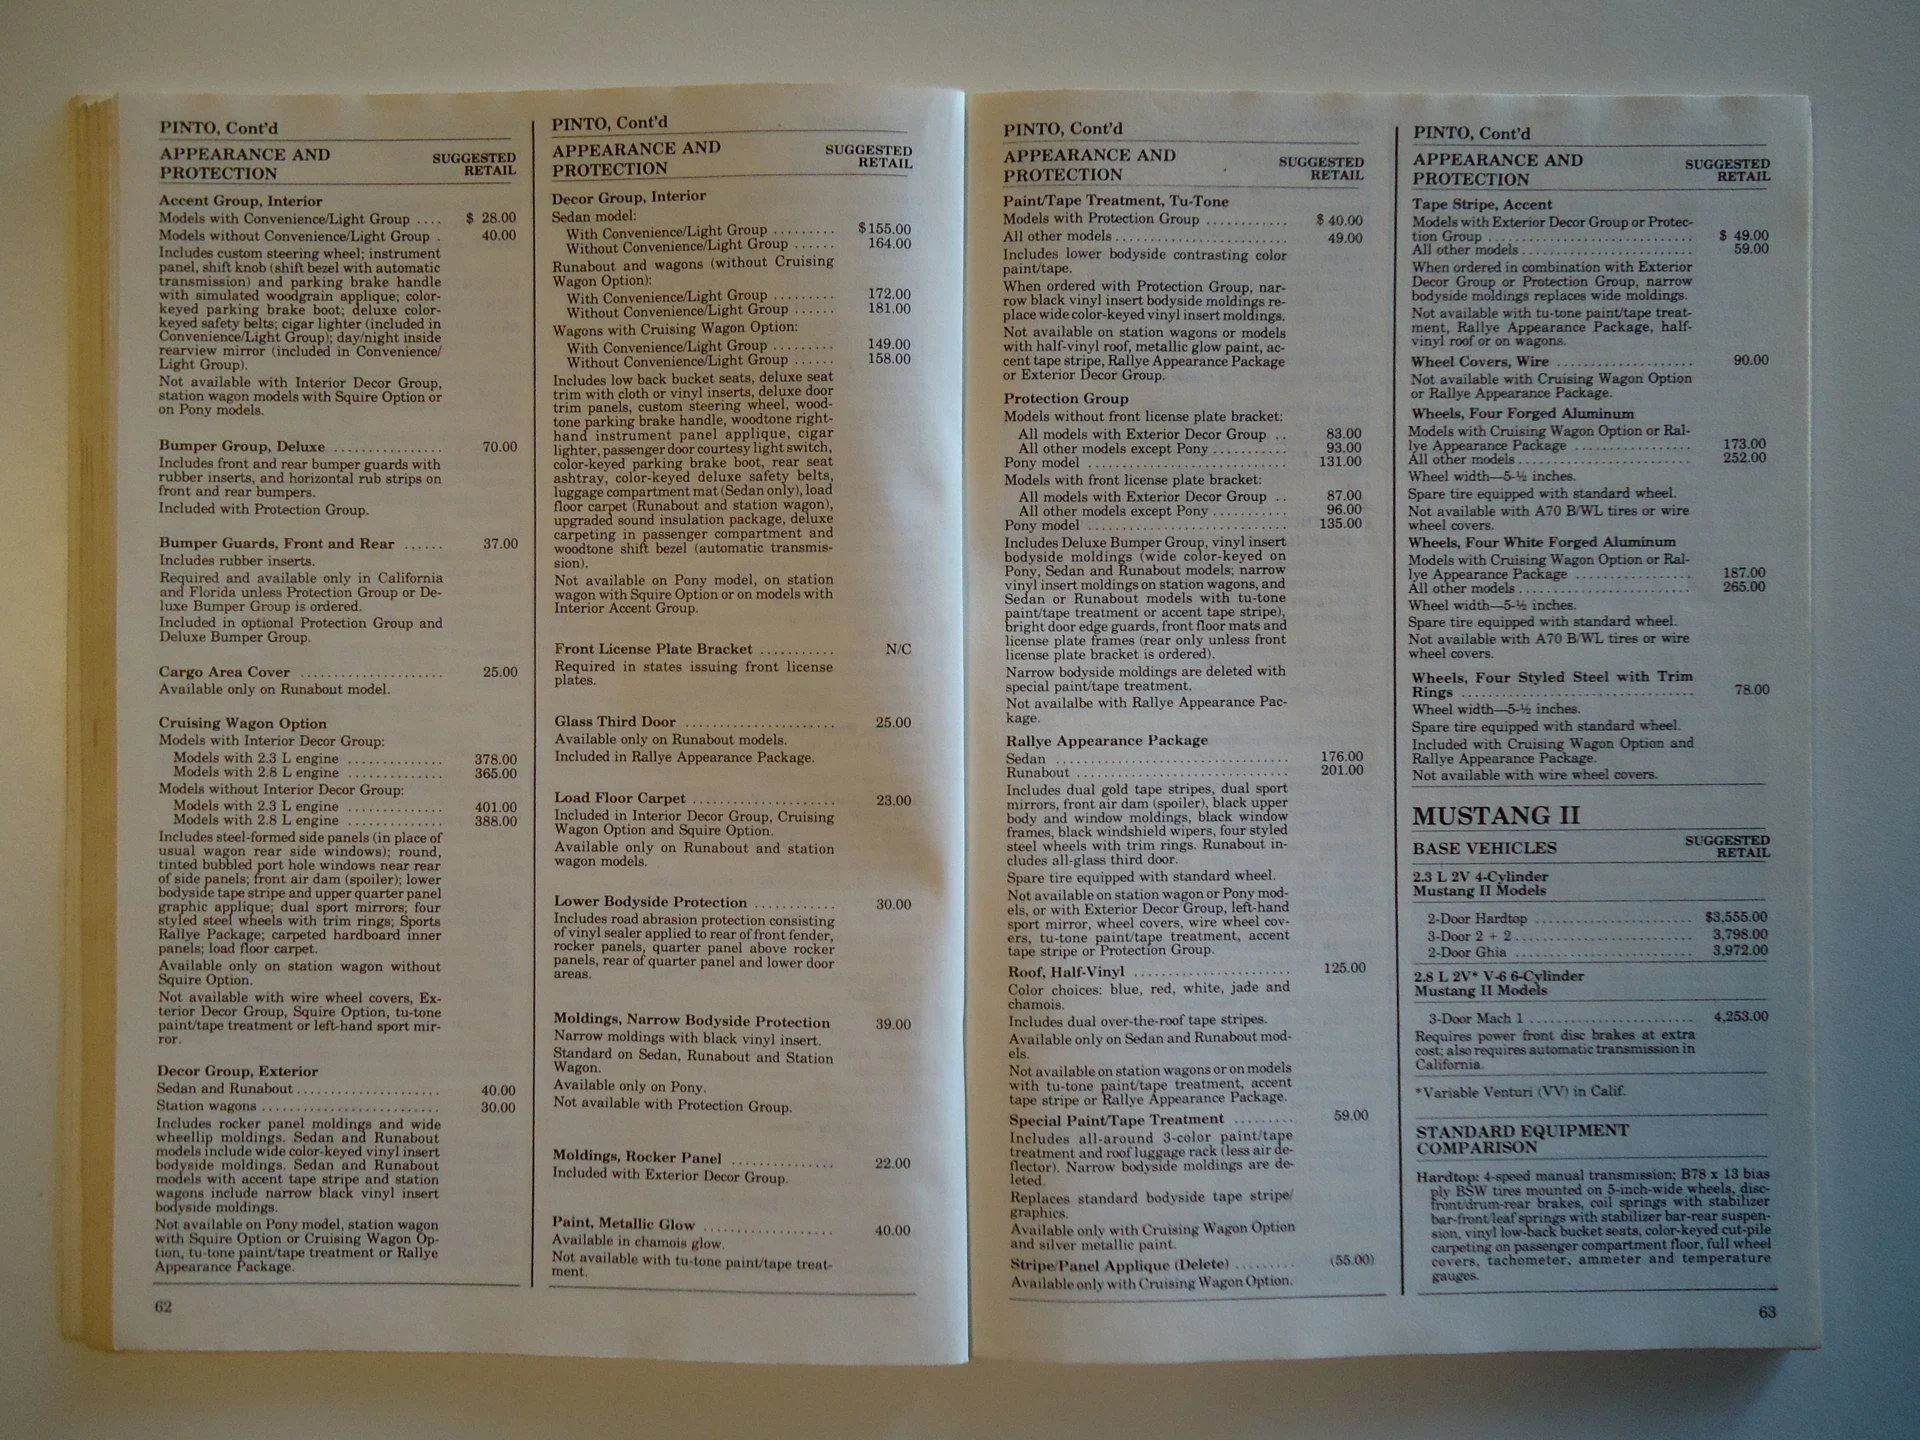 PINTO, Cont'd
APPEARANCE AND
PROTECTION
SUGGESTED
RETAIL
Accent Group, Interior
Models with Convenience/Light Group .... $ 28.00
Models without Convenience/Light Group . 40.00
Includes custom steering wheel; instrument
panel, shift knob (shift bezel with automatic
transmission) and parking brake handle
with simulated woodgrain applique; color-
keyed parking brake boot; deluxe color-
keyed safety belts; cigar lighter (included in
Convenience/Light Group); day/night inside
rearview mirror (included in Convenience/
Light Group).
Not available with Interior Decor Group,
station wagon models with Squire Option or
on Pony models.
Bumper Group, Deluxe ................ 70.00
Includes front and rear bumper guards with
rubber inserts, and horizontal rub strips on
front and rear bumpers.
Included with Protection Group.
Bumper Guards, Front and Rear ...... 37.00
Includes rubber inserts.
Required and available only in California
and Florida unless Protection Group or De-
luxe Bumper Group is ordered.
Included in optional Protection Group and
Deluxe Bumper Group.
Cargo Area Cover ..................... 25.00
Available only on Runabout model.
Cruising Wagon Option
Models with Interior Decor Group:
Models with 2.3 L engine .............. 378.00
Models with 2.8 L engine .............. 365.00
Models without Interior Decor Group:
Models with 2.3 L engine .............. 401.00
Models with 2.8 L engine .............. 388.00
Includes steel-formed side panels (in place of
usual wagon rear side windows); round,
tinted bubbled port hole windows near rear
of side panels; front air dam (spoiler); lower
bodyside tape stripe and upper quarter panel
graphic applique; dual sport mirrors; four
styled steel wheels with trim rings; Sports
Rallye Package; carpeted hardboard inner
panels; load floor carpet.
Available only on station wagon without
Squire Option.
Not available with wire wheel covers, Ex-
terior Decor Group, Squire Option, tu-tone
paint/tape treatment or left-hand sport mir-
ror.
Decor Group, Exterior
Sedan and Runabout ..................... 40.00
Station wagons .......................... 30.00
Includes rocker panel moldings and wide
wheellip moldings. Sedan and Runabout
models include wide color-keyed vinyl insert
bodyside moldings. Sedan and Runabout
models with accent tape stripe and station
wagons include narrow black vinyl insert
bodyside moldings.
Not available on Pony model, station wagon
with Squire Option or Cruising Wagon Op-
tion, tu-tone paint/tape treatment or Rallye
Appearance Package.
62
PINTO, Cont'd
APPEARANCE AND
PROTECTION
SUGGESTED
RETAIL
Decor Group, Interior
Sedan model:
With Convenience/Light Group ......... $155.00
Without Convenience/Light Group ...... 164.00
Runabout and wagons (without Cruising
Wagon Option):
With Convenience/Light Group ......... 172.00
Without Convenience/Light Group ...... 181.00
Wagons with Cruising Wagon Option:
With Convenience/Light Group ......... 149.00
Without Convenience/Light Group ...... 158.00
Includes low back bucket seats, deluxe seat
trim with cloth or vinyl inserts, deluxe door
trim panels, custom steering wheel, wood-
tone parking brake handle, woodtone right-
hand instrument panel applique, cigar
lighter, passenger door courtesy light switch,
color-keyed parking brake boot, rear seat
ashtray, color-keyed deluxe safety belts,
luggage compartment mat (Sedan only), load
floor carpet (Runabout and station wagon),
upgraded sound insulation package, deluxe
carpeting in passenger compartment and
woodtone shift bezel (automatic transmis-
sion).
Not available on Pony model, on station
wagon with Squire Option or on models with
Interior Accent Group.
Front License Plate Bracket ........... N/C
Required in states issuing front license
plates.
Glass Third Door ...................... 25.00
Available only on Runabout models.
Included in Rallye Appearance Package.
Load Floor Carpet ..................... 23.00
Included in Interior Decor Group, Cruising
Wagon Option and Squire Option.
Available only on Runabout and station
wagon models.
Lower Bodyside Protection ............ 30.00
Includes road abrasion protection consisting
of vinyl sealer applied to rear of front fender,
rocker panels, quarter panel above rocker
panels, rear of quarter panel and lower door
areas.
Moldings, Narrow Bodyside Protection 39.00
Narrow moldings with black vinyl insert.
Standard on Sedan, Runabout and Station
Wagon.
Available only on Pony.
Not available with Protection Group.
Moldings, Rocker Panel ............... 22.00
Included with Exterior Decor Group.
Paint, Metallic Glow ................... 40.00
Available in chamois glow.
Not available with tu-tone paint/tape treat-
ment.
PINTO, Cont'd
APPEARANCE AND
PROTECTION
SUGGESTED
RETAIL
Paint/Tape Treatment, Tu-Tone
Models with Protection Group ............ $ 40.00
All other models ......................... 49.00
Includes lower bodyside contrasting color
paint/tape.
When ordered with Protection Group, nar-
row black vinyl insert bodyside moldings re-
place wide color-keyed vinyl insert moldings.
Not available on station wagons or models
with half-vinyl roof, metallic glow paint, ac-
cent tape stripe, Rallye Appearance Package
or Exterior Decor Group.
Protection Group
Models without front license plate bracket:
All models with Exterior Decor Group .. 83.00
All other models except Pony ........... 93.00
Pony model ............................. 131.00
Models with front license plate bracket:
All models with Exterior Decor Group .. 87.00
All other models except Pony ........... 96.00
Pony model ............................. 135.00
Includes Deluxe Bumper Group, vinyl insert
bodyside moldings (wide color-keyed on
Pony, Sedan and Runabout models; narrow
vinyl insert moldings on station wagons, and
Sedan or Runabout models with tu-tone
paint/tape treatment or accent tape stripe),
bright door edge guards, front floor mats and
license plate frames (rear only unless front
license plate bracket is ordered).
Narrow bodyside moldings are deleted with
special paint/tape treatment.
Not availalbe with Rallye Appearance Pac-
kage.
Rallye Appearance Package
Sedan .................................. 176.00
Runabout ............................... 201.00
Includes dual gold tape stripes, dual sport
mirrors, front air dam (spoiler), black upper
body and window moldings, black window
frames, black windshield wipers, four styled
steel wheels with trim rings. Runabout in-
cludes all-glass third door.
Spare tire equipped with standard wheel.
Not available on station wagon or Pony mod-
els, or with Exterior Decor Group, left-hand
sport mirror, wheel covers, wire wheel cov-
ers, tu-tone paint/tape treatment, accent
tape stripe or Protection Group.
Roof, Half-Vinyl ....................... 125.00
Color choices: blue, red, white, jade and
chamois.
Includes dual over-the-roof tape stripes.
Available only on Sedan and Runabout mod-
els.
Not available on station wagons or on models
with tu-tone paint/tape treatment, accent
tape stripe or Rallye Appearance Package.
Special Paint/Tape Treatment ......... 59.00
Includes all-around 3-color paint/tape
treatment and roof luggage rack (less air de-
flector). Narrow bodyside moldings are de-
leted.
Replaces standard bodyside tape stripe/
graphics.
Available only with Cruising Wagon Option
and silver metallic paint.
Stripe/Panel Applique (Delete) ......... (55.00)
Available only with Cruising Wagon Option.
PINTO, Cont'd
APPEARANCE AND
PROTECTION
SUGGESTED
RETAIL
Tape Stripe, Accent
Models with Exterior Decor Group or Protec-
tion Group .............................. $ 49.00
All other models ......................... 59.00
When ordered in combination with Exterior
Decor Group or Protection Group, narrow
bodyside moldings replaces wide moldings.
Not available with tu-tone paint/tape treat-
ment, Rallye Appearance Package, half-
vinyl roof or on wagons.
Wheel Covers, Wire .................... 90.00
Not available with Cruising Wagon Option
or Rallye Appearance Package.
Wheels, Four Forged Aluminum
Models with Cruising Wagon Option or Ral-
lye Appearance Package ................. 173.00
All other models ......................... 252.00
Wheel width—5-½ inches.
Spare tire equipped with standard wheel.
Not available with A70 B/WL tires or wire
wheel covers.
Wheels, Four White Forged Aluminum
Models with Cruising Wagon Option or Ral-
lye Appearance Package ................. 187.00
All other models ......................... 265.00
Wheel width—5-½ inches.
Spare tire equipped with standard wheel.
Not available with A70 B/WL tires or wire
wheel covers.
Wheels, Four Styled Steel with Trim
Rings .................................. 78.00
Wheel width—5-½ inches.
Spare tire equipped with standard wheel.
Included with Cruising Wagon Option and
Rallye Appearance Package.
Not available with wire wheel covers.
MUSTANG II
BASE VEHICLES
SUGGESTED
RETAIL
2.3 L 2V 4-Cylinder
Mustang II Models
2-Door Hardtop ....................... $3,555.00
3-Door 2 + 2 .......................... 3,798.00
2-Door Ghia .......................... 3,972.00
2.8 L 2V* V-6 6-Cylinder
Mustang II Models
3-Door Mach 1 ........................ 4,253.00
Requires power front disc brakes at extra
cost; also requires automatic transmission in
California.
*Variable Venturi (VV) in Calif.
STANDARD EQUIPMENT
COMPARISON
Hardtop: 4-speed manual transmission; B78 x 13 bias
ply BSW tires mounted on 5-inch-wide wheels, disc-
front/drum-rear brakes, coil springs with stabilizer
bar-front/leaf springs with stabilizer bar-rear suspen-
sion, vinyl low-back bucket seats, color-keyed cut-pile
carpeting on passenger compartment floor, full wheel
covers, tachometer, ammeter and temperature
gauges.
63